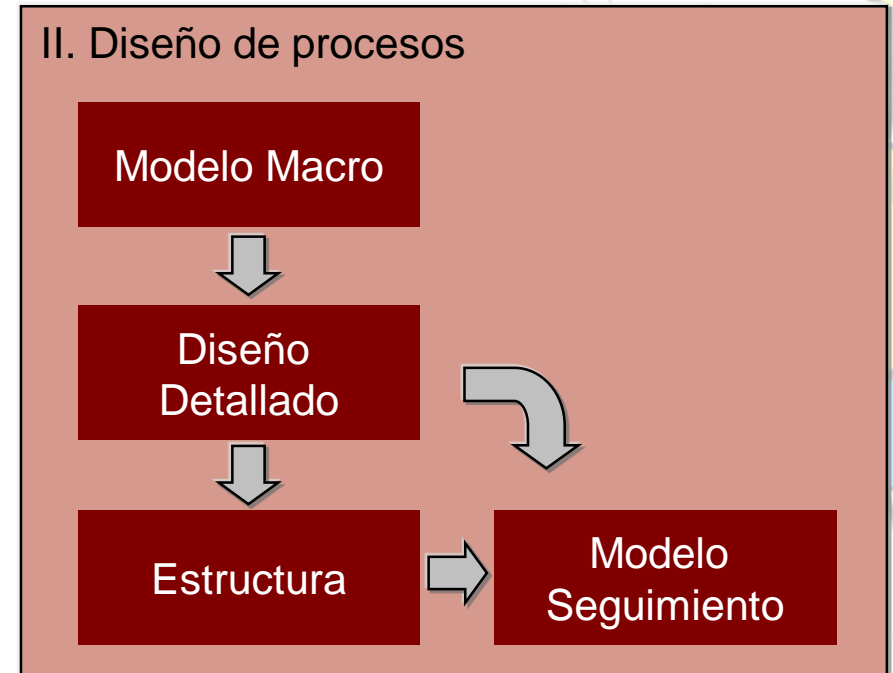 II. Diseño de procesos
Modelo Macro
Diseño
Detallado
Estructura
Modelo
Seguimiento